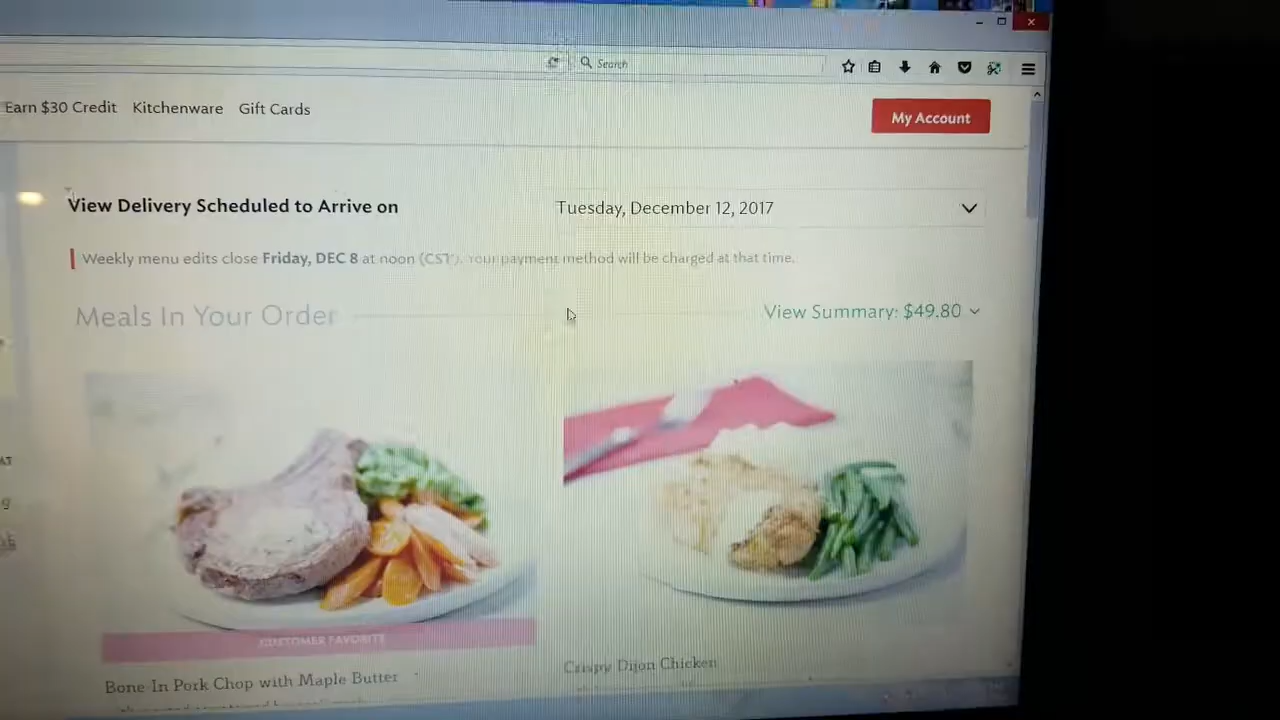 Search
Earn $30 Credit Kitchenware Gift Cards
My Account
View Delivery Scheduled to Arrive on
Tuesday, December 12, 2017
Weekly menu edits close Friday, DEC 8 at noon (CST). Your payment method will be charged at that time.
Meals In Your Order
View Summary: $49.80
CUSTOMER FAVORITE
Bone-In Pork Chop with Maple Butter
Crispy Dijon Chicken